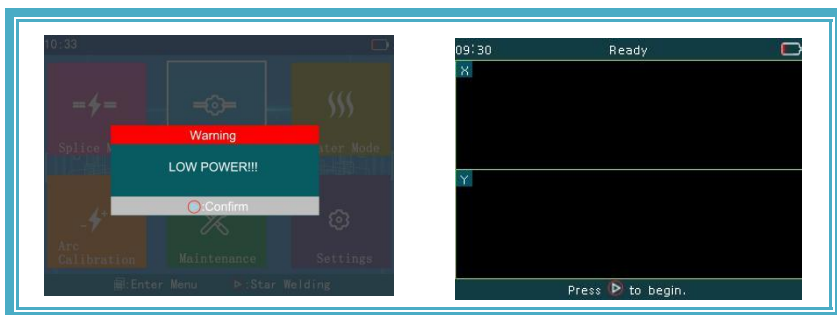 10:33
Splice M
ater Mode
Warning
LOW POWER!!!
:Confirm
Arc
Calibration
Maintenance
Settings
:Enter Menu :Star Welding
09:30 Ready
X
Y
Press to begin.